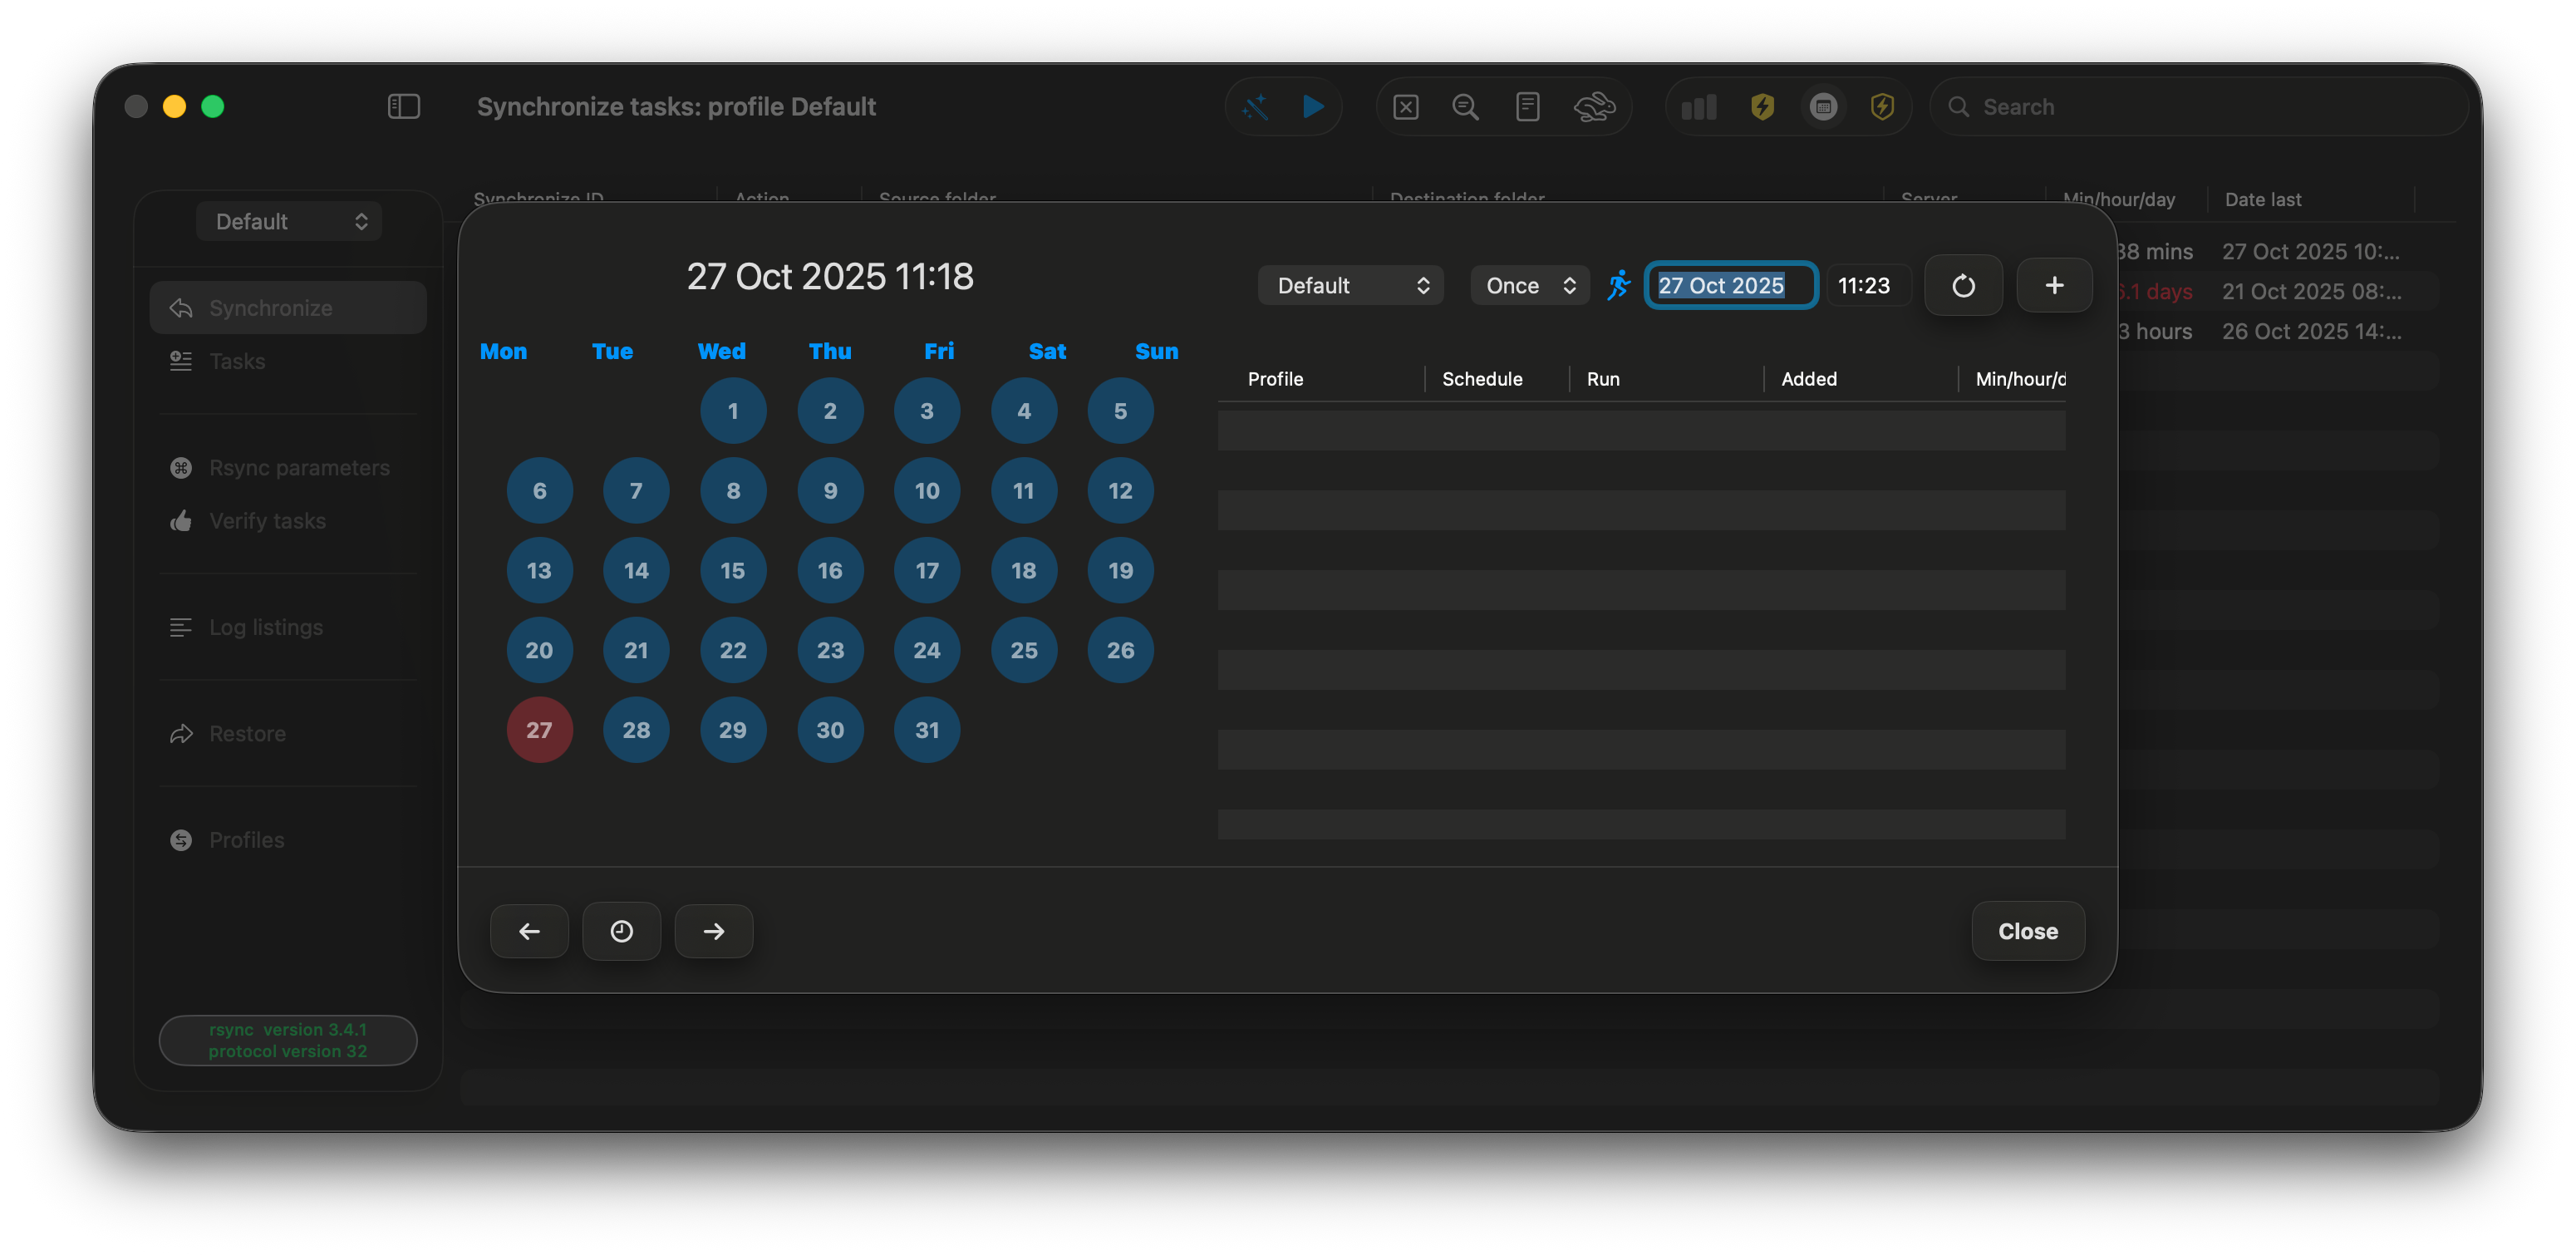 Synchronize tasks: profile Default
Search
Default
Synchronize
Tasks
Rsync parameters
Verify tasks
Log listings
Restore
Profiles
rsync version 3.4.1
protocol version 32
Synchronize ID Action Source folder Destination folder Server Min/hour/day Date last
38 mins 27 Oct 2025 10:...
6.1 days 21 Oct 2025 08:...
3 hours 26 Oct 2025 14:...
27 Oct 2025 11:18
Mon Tue Wed Thu Fri Sat Sun
1 2 3 4 5
6 7 8 9 10 11 12
13 14 15 16 17 18 19
20 21 22 23 24 25 26
27 28 29 30 31
Default Once 27 Oct 2025 11:23
Profile Schedule Run Added Min/hour/d
Close